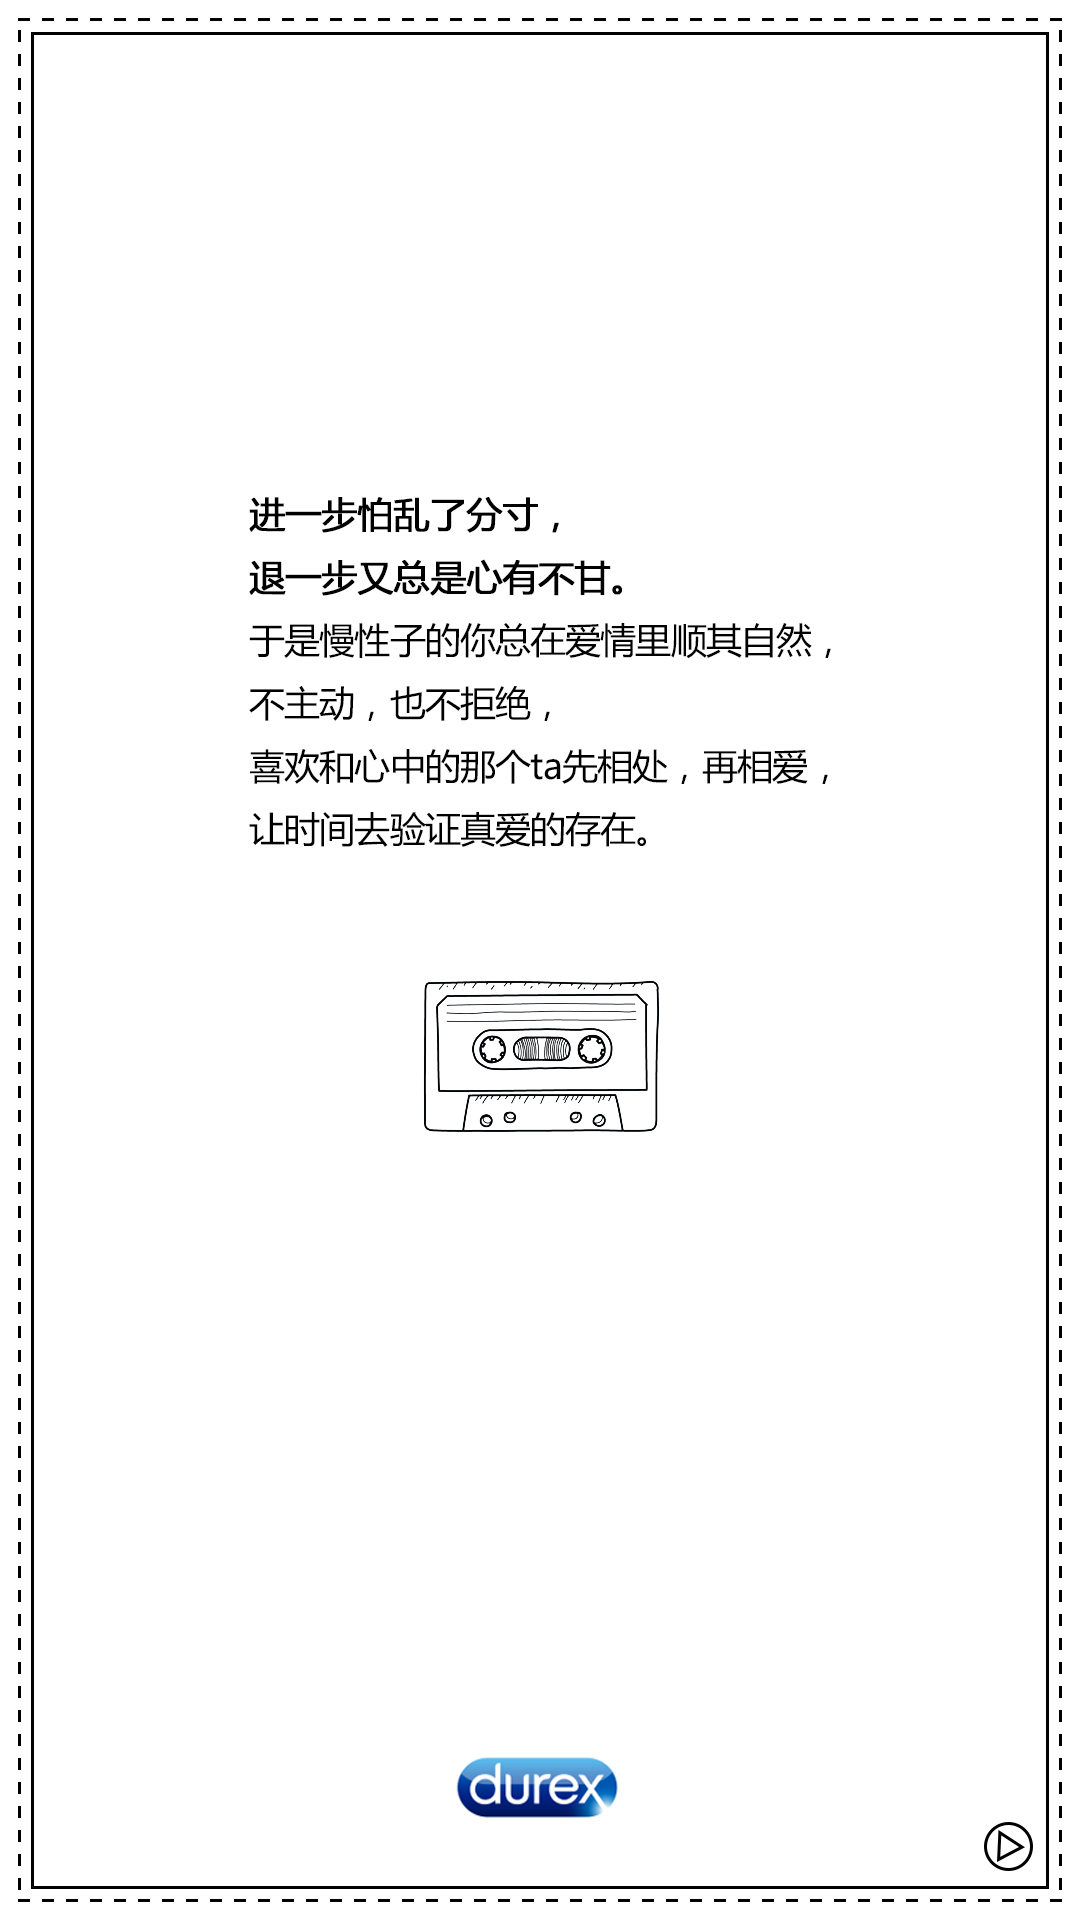 进一步怕乱了分寸，
退一步又总是心有不甘。
于是慢性子的你总在爱情里顺其自然，
不主动，也不拒绝，
喜欢和心中的那个ta先相处，再相爱，
让时间去验证真爱的存在。
durex